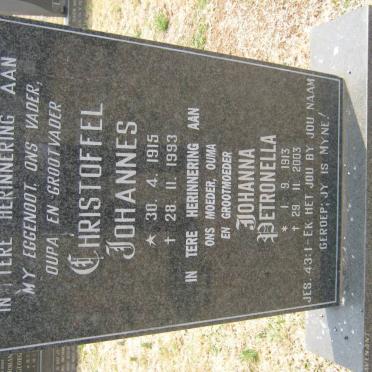 IN TERE HERINNERING AAN
MY EGGENOOT, ONS VADER,
OUPA EN GROOTVADER
CHRISTOFFEL
JOHANNES
★ 30. 4. 1915
† 28. 11. 1993
IN TERE HERINNERING AAN
ONS MOEDER, OUMA
EN GROOTMOEDER
JOHANNA
PETRONELLA
* 1. 9. 1913
† 29. 11. 2003
JES. 43:1-EK HET JOU BY JOU NAAM
GEROEP; JY IS MYNE!